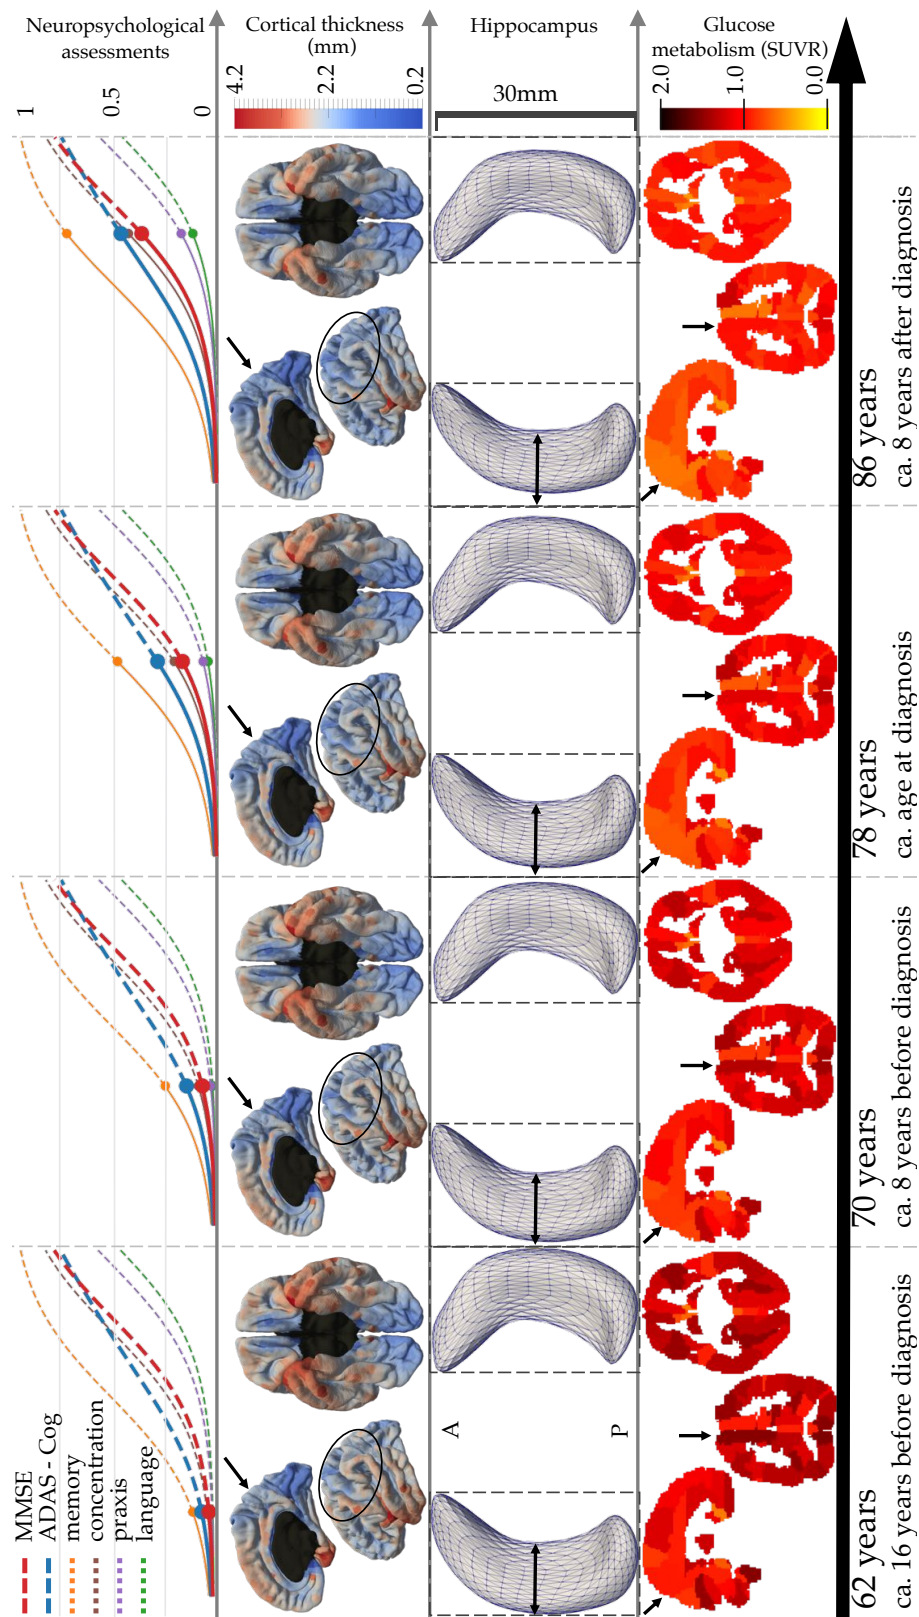 Neuropsychological
assessments
1
0.5
0
MMSE
ADAS - Cog
memory
concentration
praxis
language
Cortical thickness
(mm)
4.2
2.2
0.2
Hippocampus
30mm
A
P
Glucose
metabolism (SUVR)
2.0
1.0
0.0
62 years
ca. 16 years before diagnosis
70 years
ca. 8 years before diagnosis
78 years
ca. age at diagnosis
86 years
ca. 8 years after diagnosis